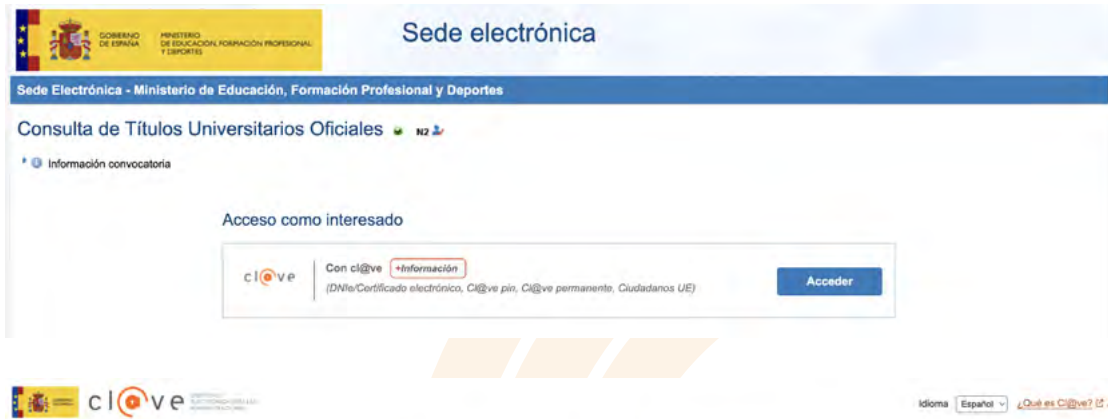 GOBIERNO
DE ESPAÑA
MINISTERIO
DE EDUCACIÓN, FORMACIÓN PROFESIONAL
Y DEPORTES
Sede electrónica
Sede Electrónica - Ministerio de Educación, Formación Profesional y Deportes
Consulta de Títulos Universitarios Oficiales N2
* Información convocatoria
Acceso como interesado
cl@ve
Con cl@ve +Información
(DNIe/Certificado electrónico, Cl@ve pin, Cl@ve permanente, Ciudadanos UE)
Acceder
cl@ve
Idioma Español ¿Qué es Cl@ve?